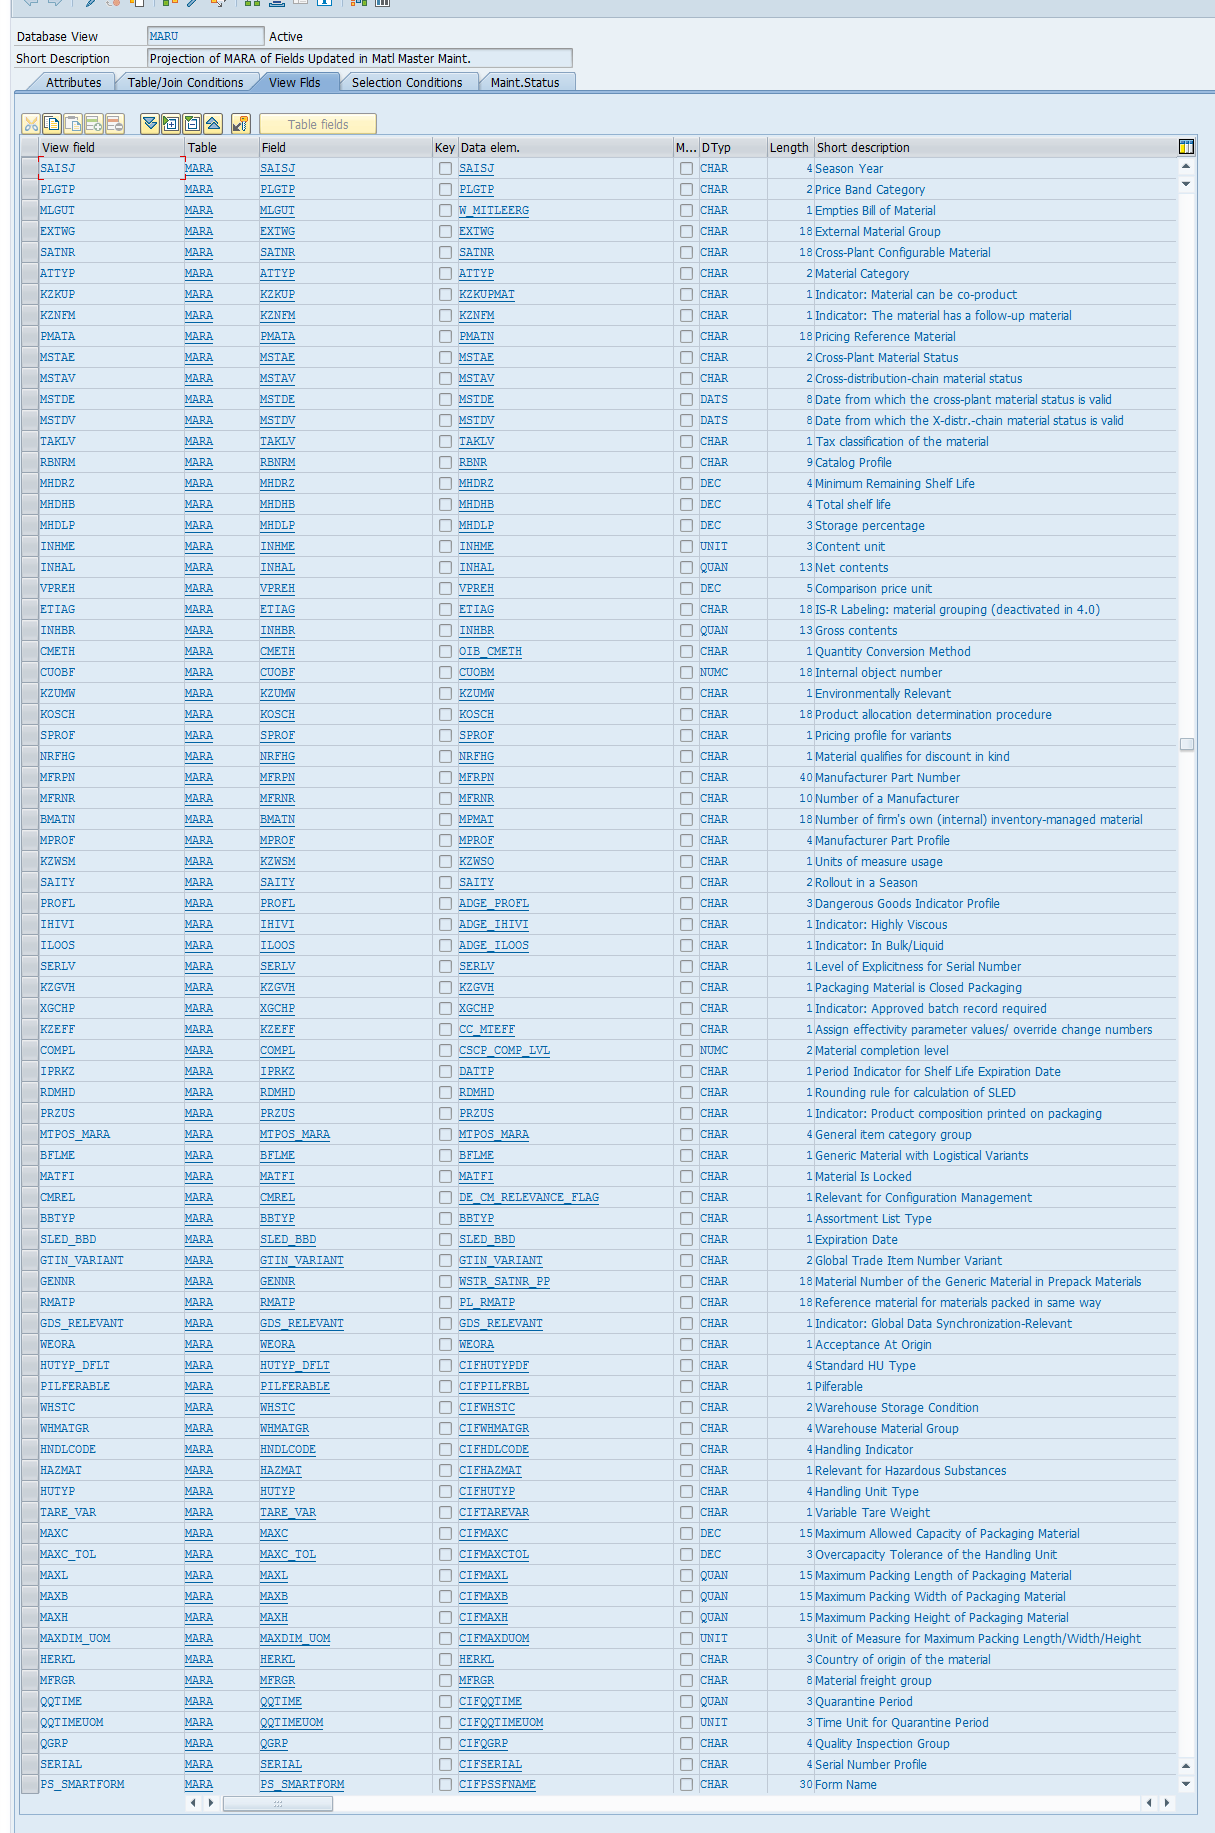 Database View MARU Active
Short Description Projection of MARA of Fields Updated in Matl Master Maint.
Attributes Table/Join Conditions View Flds Selection Conditions Maint.Status
Table fields
View field Table Field Key Data elem. M... DTyp Length Short description
SAISJ MARA SAISJ SAISJ CHAR 4 Season Year
PLGTP MARA PLGTP PLGTP CHAR 2 Price Band Category
MLGUT MARA MLGUT W_MITLEERG CHAR 1 Empties Bill of Material
EXTWG MARA EXTWG EXTWG CHAR 18 External Material Group
SATNR MARA SATNR SATNR CHAR 18 Cross-Plant Configurable Material
ATTYP MARA ATTYP ATTYP CHAR 2 Material Category
KZKUP MARA KZKUP KZKUPMAT CHAR 1 Indicator: Material can be co-product
KZNFM MARA KZNFM KZNFM CHAR 1 Indicator: The material has a follow-up material
PMATA MARA PMATA PMATN CHAR 18 Pricing Reference Material
MSTAE MARA MSTAE MSTAE CHAR 2 Cross-Plant Material Status
MSTAV MARA MSTAV MSTAV CHAR 2 Cross-distribution-chain material status
MSTDE MARA MSTDE MSTDE DATS 8 Date from which the cross-plant material status is valid
MSTDV MARA MSTDV MSTDV DATS 8 Date from which the X-distr.-chain material status is valid
TAKLV MARA TAKLV TAKLV CHAR 1 Tax classification of the material
RBNRM MARA RBNRM RBNR CHAR 9 Catalog Profile
MHDRZ MARA MHDRZ MHDRZ DEC 4 Minimum Remaining Shelf Life
MHDHB MARA MHDHB MHDHB DEC 4 Total shelf life
MHDLP MARA MHDLP MHDLP DEC 3 Storage percentage
INHME MARA INHME INHME UNIT 3 Content unit
INHAL MARA INHAL INHAL QUAN 13 Net contents
VPREH MARA VPREH VPREH DEC 5 Comparison price unit
ETIAG MARA ETIAG ETIAG CHAR 18 IS-R Labeling: material grouping (deactivated in 4.0)
INHBR MARA INHBR INHBR QUAN 13 Gross contents
CMETH MARA CMETH OIB_CMETH CHAR 1 Quantity Conversion Method
CUOBF MARA CUOBF CUOBM NUMC 18 Internal object number
KZUMW MARA KZUMW KZUMW CHAR 1 Environmentally Relevant
KOSCH MARA KOSCH KOSCH CHAR 18 Product allocation determination procedure
SPROF MARA SPROF SPROF CHAR 1 Pricing profile for variants
NRFHG MARA NRFHG NRFHG CHAR 1 Material qualifies for discount in kind
MFRPN MARA MFRPN MFRPN CHAR 40 Manufacturer Part Number
MFRNR MARA MFRNR MFRNR CHAR 10 Number of a Manufacturer
BMATN MARA BMATN MPMAT CHAR 18 Number of firm's own (internal) inventory-managed material
MPROF MARA MPROF MPROF CHAR 4 Manufacturer Part Profile
KZWSM MARA KZWSM KZWSO CHAR 1 Units of measure usage
SAITY MARA SAITY SAITY CHAR 2 Rollout in a Season
PROFL MARA PROFL ADGE_PROFL CHAR 3 Dangerous Goods Indicator Profile
IHIVI MARA IHIVI ADGE_IHIVI CHAR 1 Indicator: Highly Viscous
ILOOS MARA ILOOS ADGE_ILOOS CHAR 1 Indicator: In Bulk/Liquid
SERLV MARA SERLV SERLV CHAR 1 Level of Explicitness for Serial Number
KZGVH MARA KZGVH KZGVH CHAR 1 Packaging Material is Closed Packaging
XGCHP MARA XGCHP XGCHP CHAR 1 Indicator: Approved batch record required
KZEFF MARA KZEFF CC_MTEFF CHAR 1 Assign effectivity parameter values/ override change numbers
COMPL MARA COMPL CSCP_COMP_LVL NUMC 2 Material completion level
IPRKZ MARA IPRKZ DATTP CHAR 1 Period Indicator for Shelf Life Expiration Date
RDMHD MARA RDMHD RDMHD CHAR 1 Rounding rule for calculation of SLED
PRZUS MARA PRZUS PRZUS CHAR 1 Indicator: Product composition printed on packaging
MTPOS_MARA MARA MTPOS_MARA MTPOS_MARA CHAR 4 General item category group
BFLME MARA BFLME BFLME CHAR 1 Generic Material with Logistical Variants
MATFI MARA MATFI MATFI CHAR 1 Material Is Locked
CMREL MARA CMREL DE_CM_RELEVANCE_FLAG CHAR 1 Relevant for Configuration Management
BBTYP MARA BBTYP BBTYP CHAR 1 Assortment List Type
SLED_BBD MARA SLED_BBD SLED_BBD CHAR 1 Expiration Date
GTIN_VARIANT MARA GTIN_VARIANT GTIN_VARIANT CHAR 2 Global Trade Item Number Variant
GENNR MARA GENNR WSTR_SATNR_PP CHAR 18 Material Number of the Generic Material in Prepack Materials
RMATP MARA RMATP PL_RMATP CHAR 18 Reference material for materials packed in same way
GDS_RELEVANT MARA GDS_RELEVANT GDS_RELEVANT CHAR 1 Indicator: Global Data Synchronization-Relevant
WEORA MARA WEORA WEORA CHAR 1 Acceptance At Origin
HUTYP_DFLT MARA HUTYP_DFLT CIFHUTYPDF CHAR 4 Standard HU Type
PILFERABLE MARA PILFERABLE CIFPILFRBL CHAR 1 Pilferable
WHSTC MARA WHSTC CIFWHSTC CHAR 2 Warehouse Storage Condition
WHMATGR MARA WHMATGR CIFWHMATGR CHAR 4 Warehouse Material Group
HNDLCODE MARA HNDLCODE CIFHDLCODE CHAR 4 Handling Indicator
HAZMAT MARA HAZMAT CIFHAZMAT CHAR 1 Relevant for Hazardous Substances
HUTYP MARA HUTYP CIFHUTYP CHAR 4 Handling Unit Type
TARE_VAR MARA TARE_VAR CIFTAREVAR CHAR 1 Variable Tare Weight
MAXC MARA MAXC CIFMAXC DEC 15 Maximum Allowed Capacity of Packaging Material
MAXC_TOL MARA MAXC_TOL CIFMAXCTOL DEC 3 Overcapacity Tolerance of the Handling Unit
MAXL MARA MAXL CIFMAXL QUAN 15 Maximum Packing Length of Packaging Material
MAXB MARA MAXB CIFMAXB QUAN 15 Maximum Packing Width of Packaging Material
MAXH MARA MAXH CIFMAXH QUAN 15 Maximum Packing Height of Packaging Material
MAXDIM_UOM MARA MAXDIM_UOM CIFMAXDUOM UNIT 3 Unit of Measure for Maximum Packing Length/Width/Height
HERKL MARA HERKL HERKL CHAR 3 Country of origin of the material
MFRGR MARA MFRGR MFRGR CHAR 8 Material freight group
QQTIME MARA QQTIME CIFQQTIME QUAN 3 Quarantine Period
QQTIMEUOM MARA QQTIMEUOM CIFQQTIMEUOM UNIT 3 Time Unit for Quarantine Period
QGRP MARA QGRP CIFQGRP CHAR 4 Quality Inspection Group
SERIAL MARA SERIAL CIFSERIAL CHAR 4 Serial Number Profile
PS_SMARTFORM MARA PS_SMARTFORM CIFPSSFNAME CHAR 30 Form Name